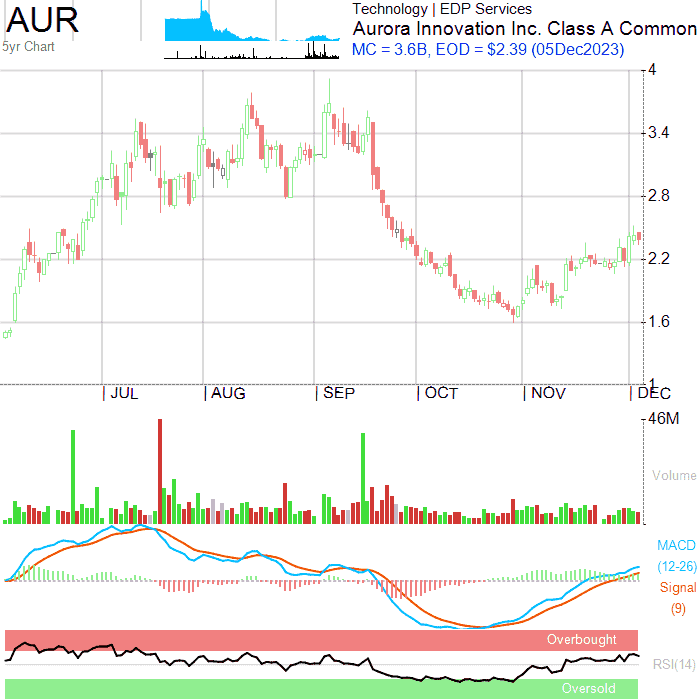 AUR
5yr Chart
Technology | EDP Services
Aurora Innovation Inc. Class A Common
MC = 3.6B, EOD = $2.39 (05Dec2023)
4
3.4
2.8
2.2
1.6
1
| JUL | AUG | SEP | OCT | NOV | DEC
46M
Volume
MACD
(12-26)
Signal
(9)
Overbought
RSI(14)
Oversold